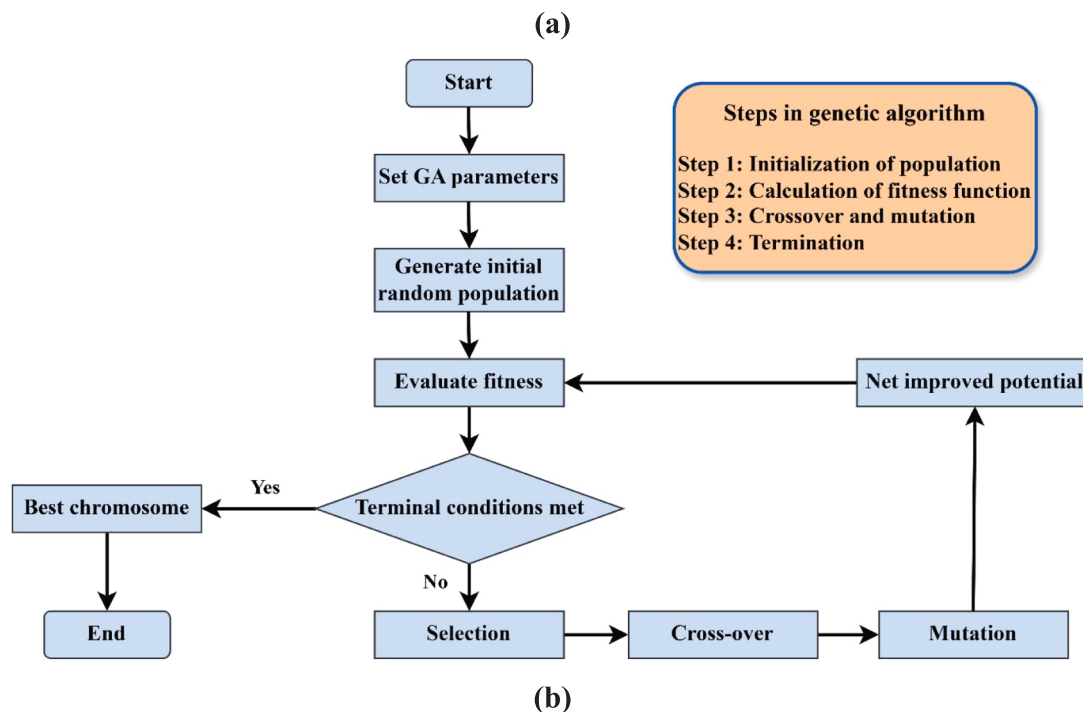 (a)
Start
Steps in genetic algorithm
Step 1: Initialization of population
Step 2: Calculation of fitness function
Step 3: Crossover and mutation
Step 4: Termination
Set GA parameters
Generate initial
random population
Evaluate fitness
Net improved potential
Terminal conditions met
Yes
Best chromosome
No
End
Selection
Cross-over
Mutation
(b)